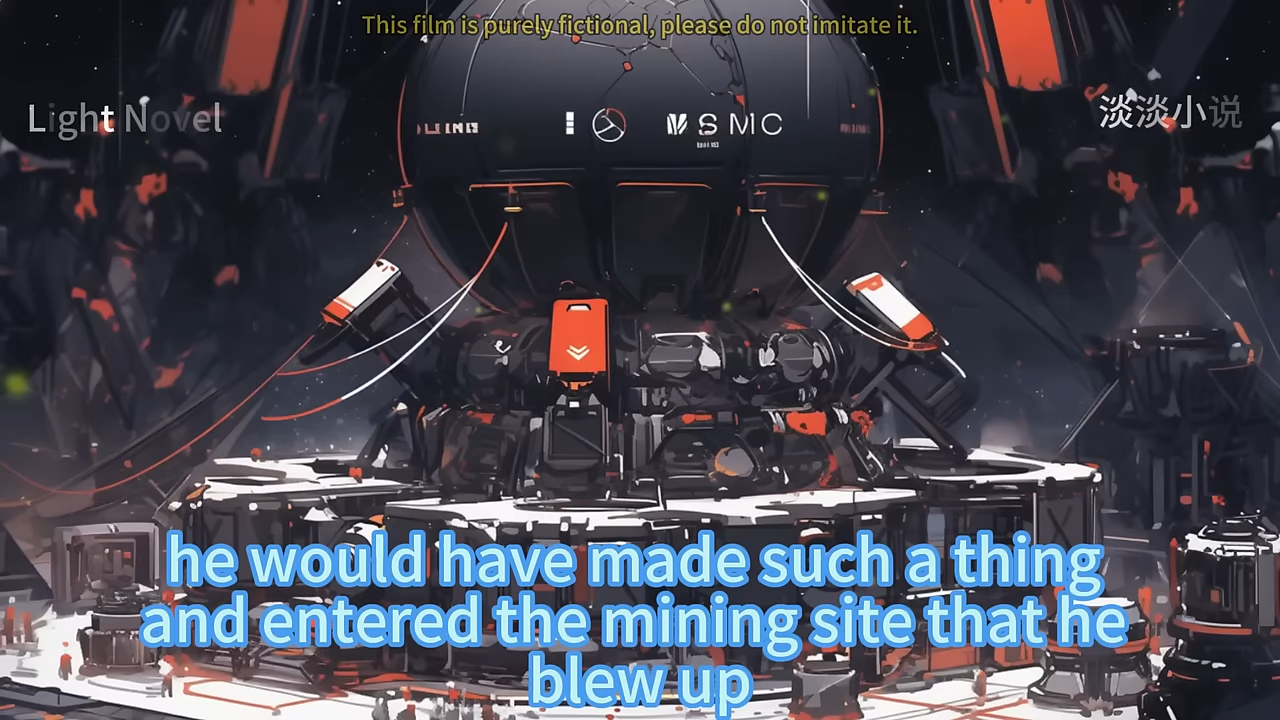 This film is purely fictional, please do not imitate it.
Light Novel
淡淡小说
SMC
he would have made such a thing
and entered the mining site that he
blew up